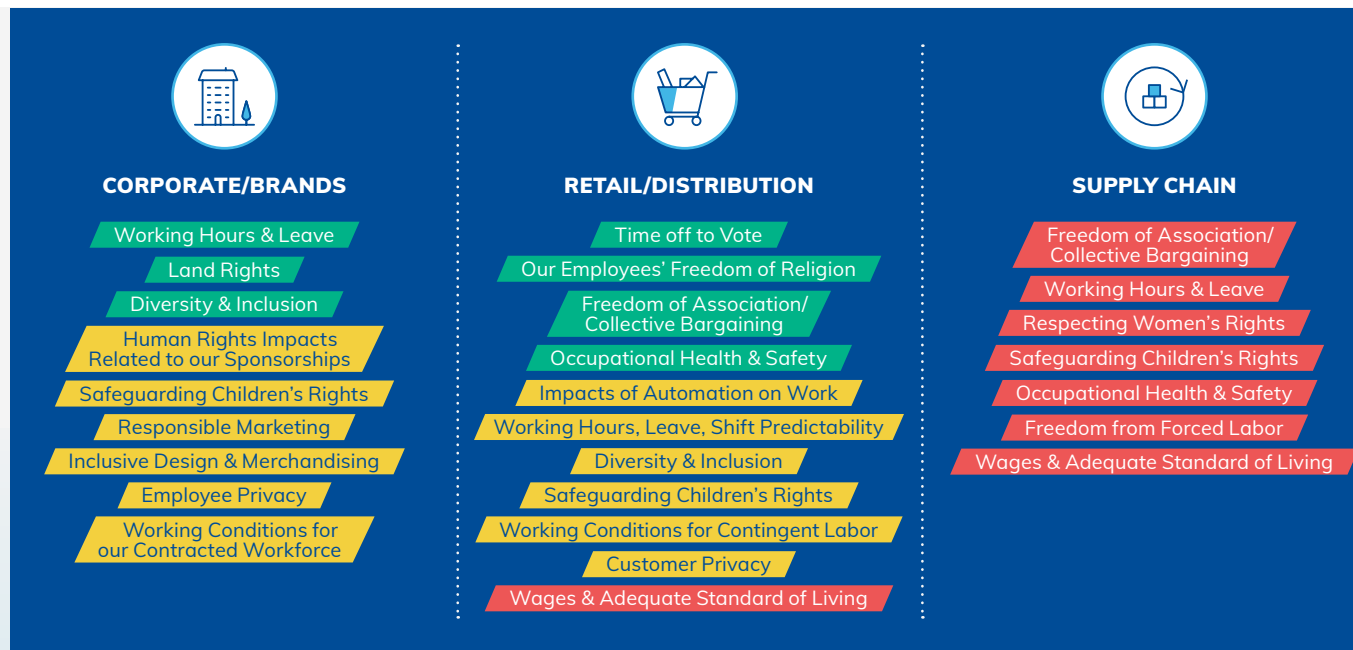 CORPORATE/BRANDS
Working Hours & Leave
Land Rights
Diversity & Inclusion
Human Rights Impacts
Related to our Sponsorships
Safeguarding Children’s Rights
Responsible Marketing
Inclusive Design & Merchandising
Employee Privacy
Working Conditions for
our Contracted Workforce
RETAIL/DISTRIBUTION
Time off to Vote
Our Employees’ Freedom of Religion
Freedom of Association/
Collective Bargaining
Occupational Health & Safety
Impacts of Automation on Work
Working Hours, Leave, Shift Predictability
Diversity & Inclusion
Safeguarding Children’s Rights
Working Conditions for Contingent Labor
Customer Privacy
Wages & Adequate Standard of Living
SUPPLY CHAIN
Freedom of Association/
Collective Bargaining
Working Hours & Leave
Respecting Women’s Rights
Safeguarding Children’s Rights
Occupational Health & Safety
Freedom from Forced Labor
Wages & Adequate Standard of Living